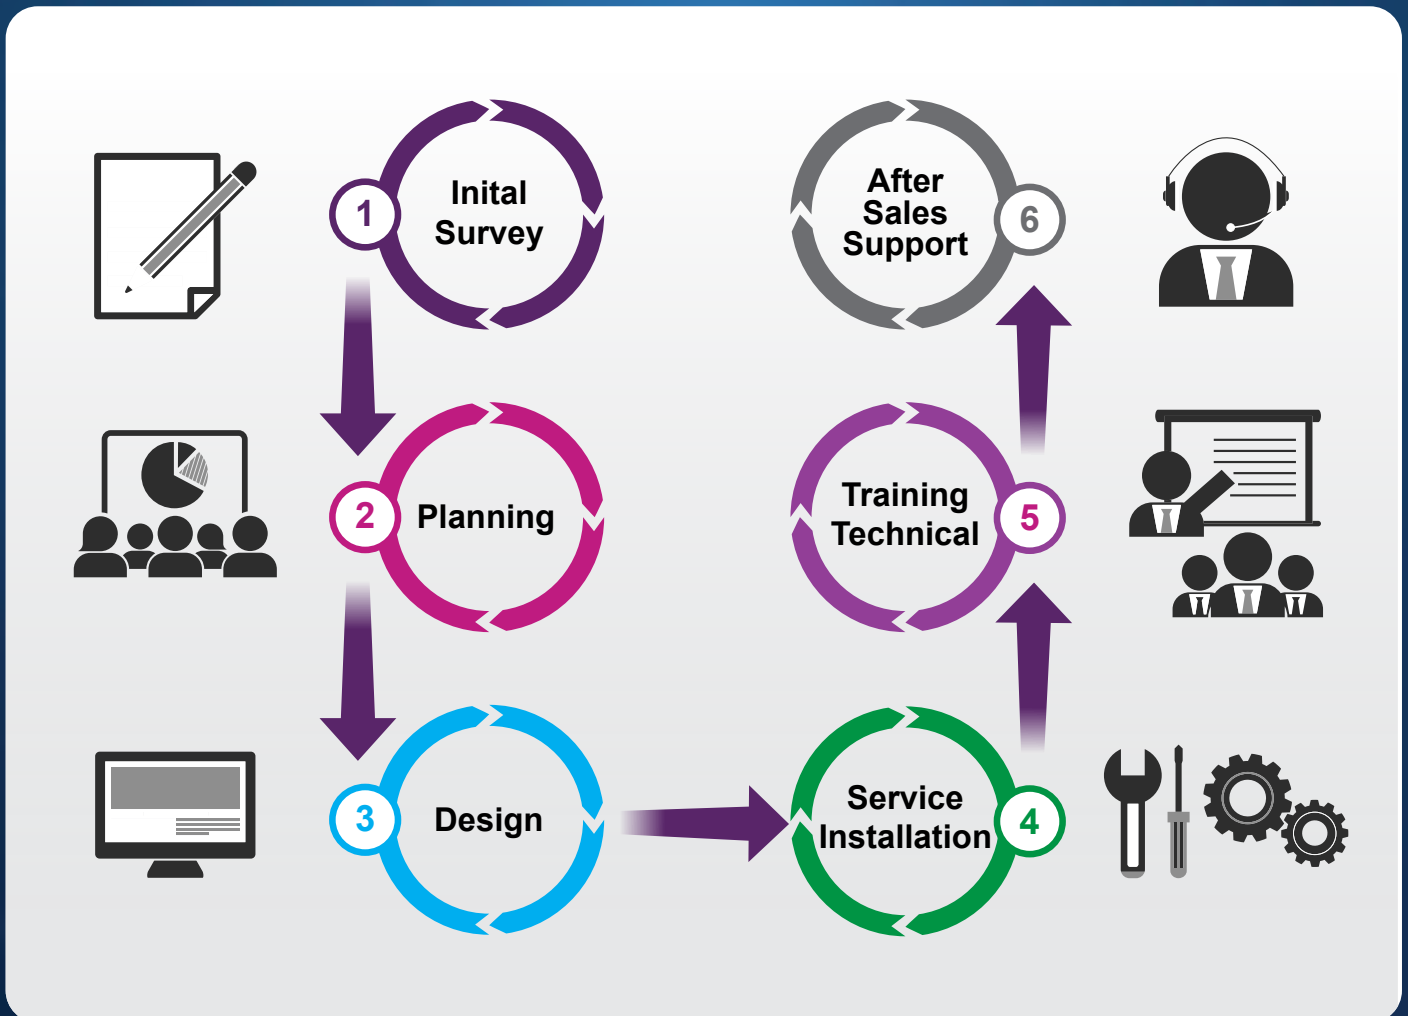 1
Inital
Survey
2
Planning
3
Design
Service
Installation
4
Training
Technical
5
After
Sales
Support
6